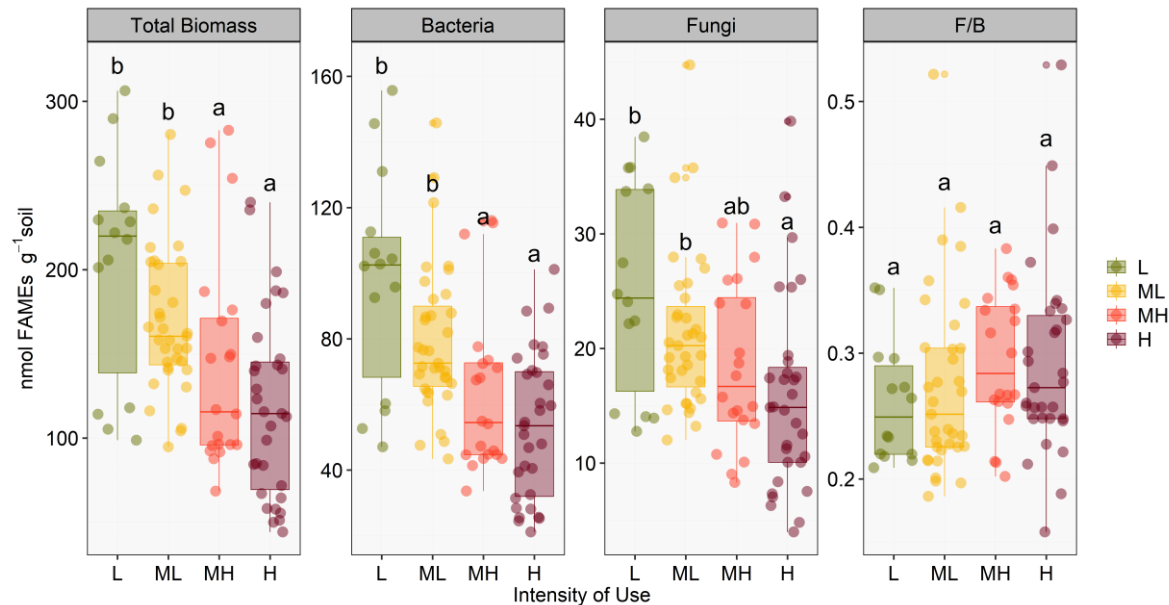 Total Biomass
Bacteria
Fungi
F/B
nmol FAMEs g⁻¹soil
300
200
100
b
b
a
a
L
ML
MH
H
160
120
80
40
b
b
a
a
L
ML
MH
H
40
30
20
10
b
b
ab
a
L
ML
MH
H
0.5
0.4
0.3
0.2
a
a
a
a
L
ML
MH
H
Intensity of Use
L
ML
MH
H